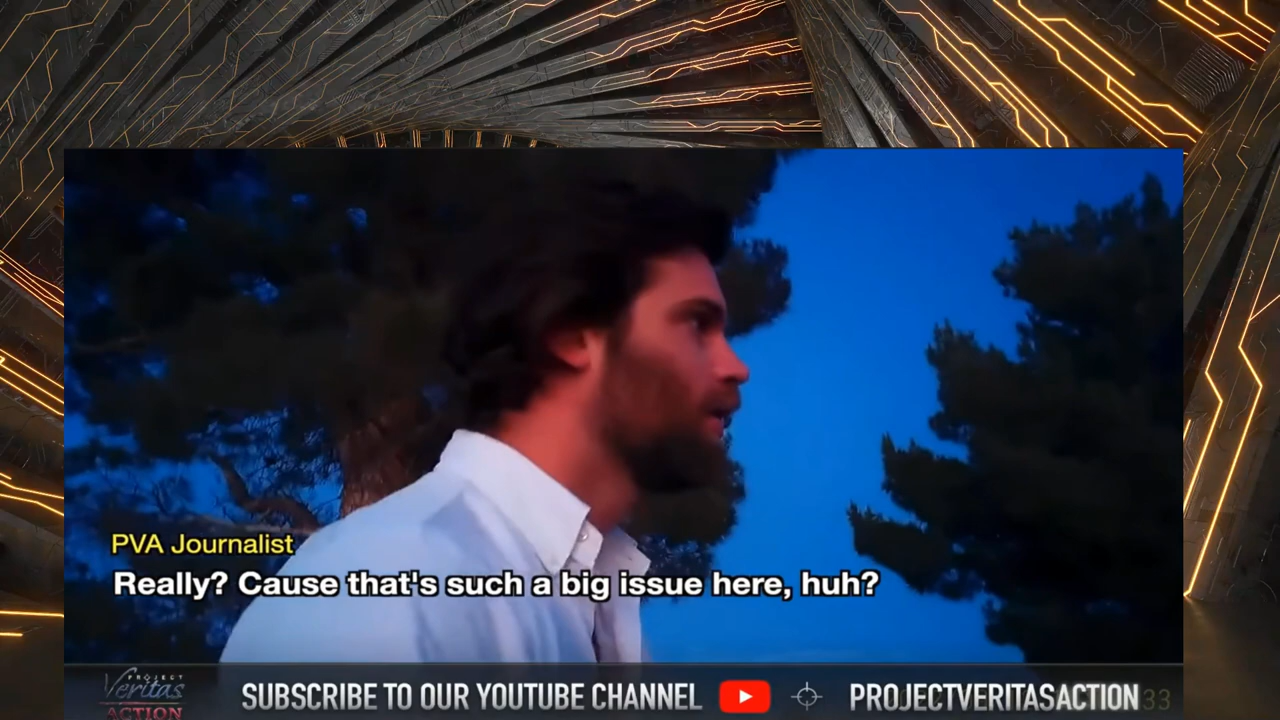 PVA Journalist
Really? Cause that's such a big issue here, huh?
PROJECT
Veritas
ACTION
SUBSCRIBE TO OUR YOUTUBE CHANNEL
PROJECTVERITASACTION
33